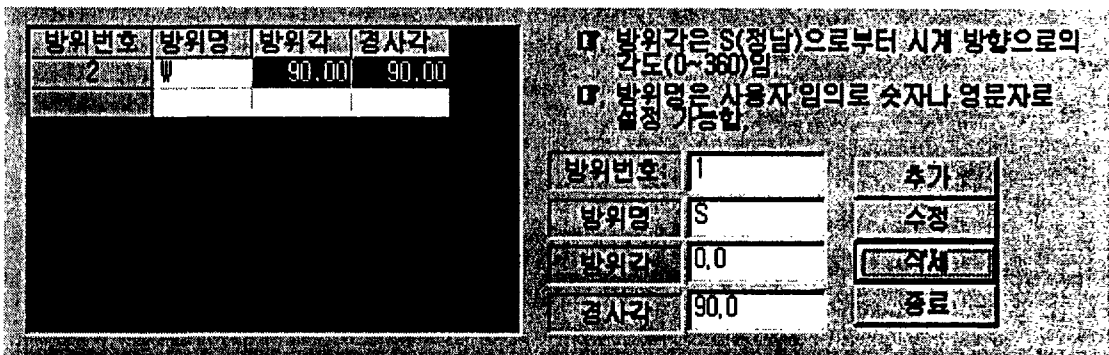 방위번호 방위명 방위각 경사각
2 W 90.00 90.00
☞ 방위각은 S(정남)으로부터 시계 방향으로의
각도(0~360)임
☞ 방위명은 사용자 임의로 숫자나 영문자로
설정 가능함.
방위번호 1 추가
방위명 S 수정
방위각 0.0 삭제
경사각 90.0 종료